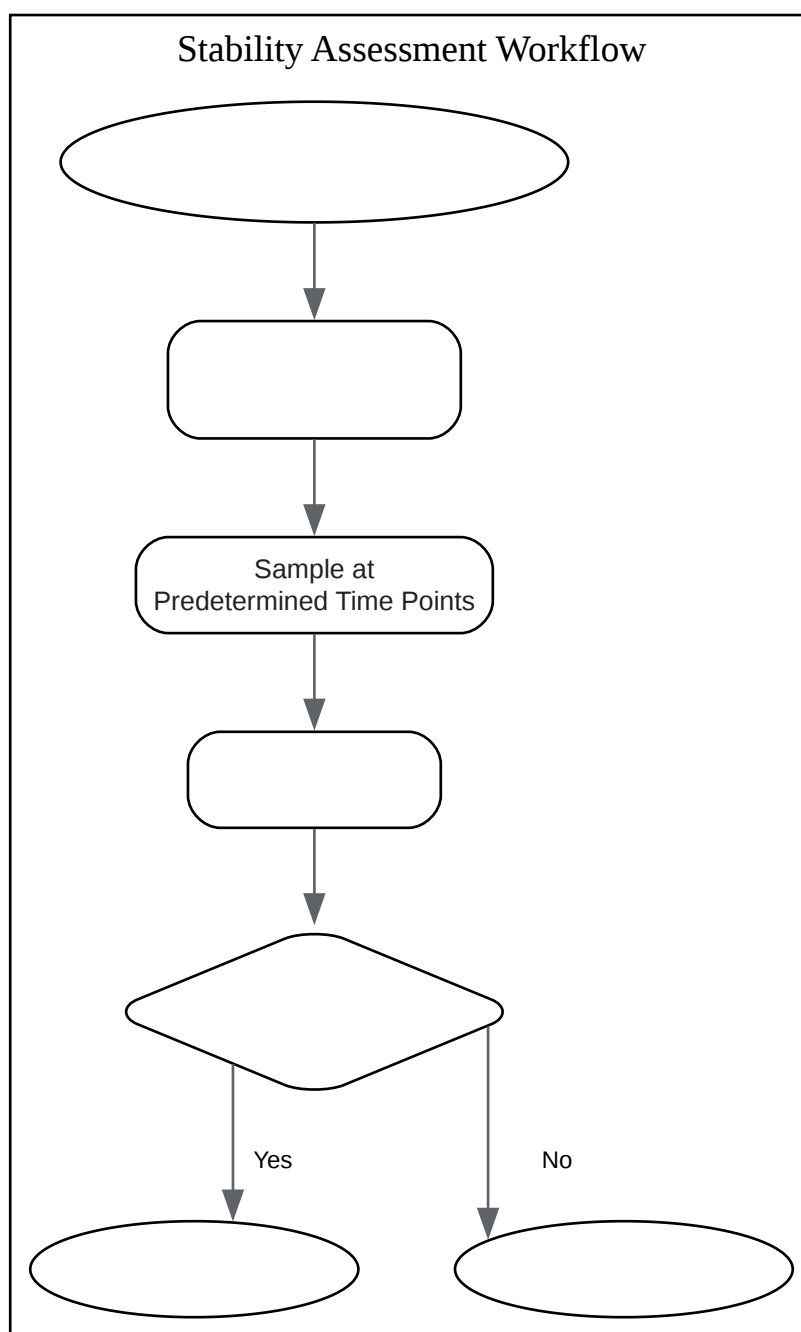 Stability Assessment Workflow
Sample at
Predetermined Time Points
Yes
No